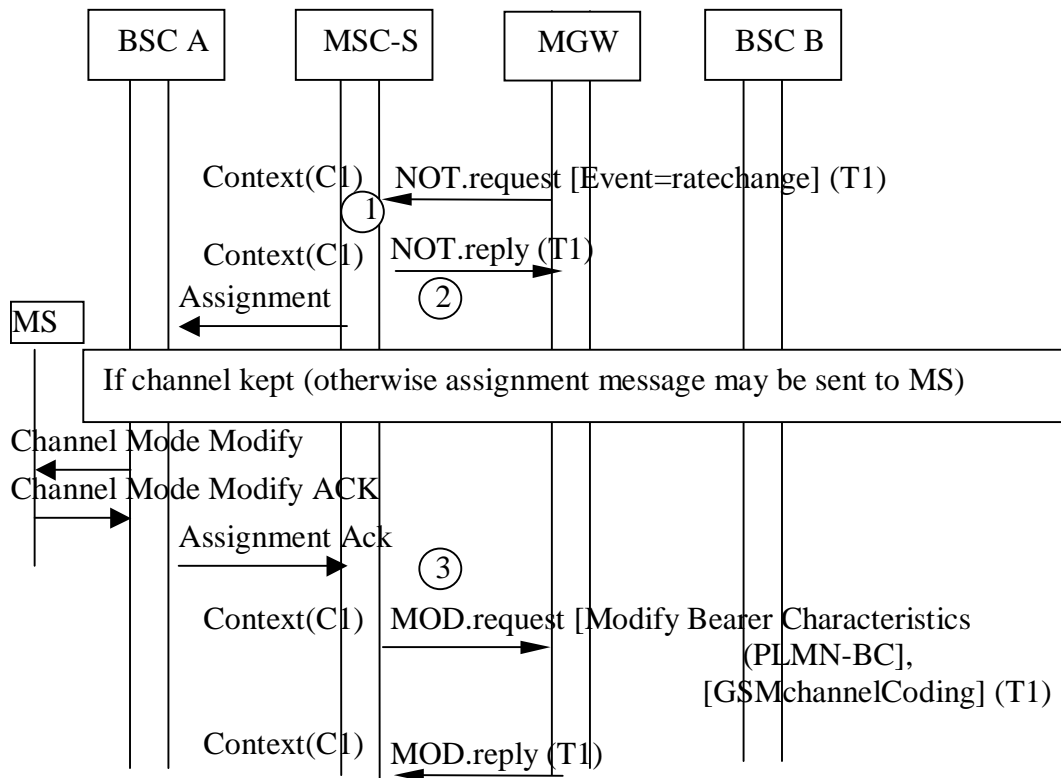 BSC A MSC-S MGW BSC B
Context(C1) NOT.request [Event=ratechange] (T1)
1
Context(C1) NOT.reply (T1)
2
Assignment
MS
If channel kept (otherwise assignment message may be sent to MS)
Channel Mode Modify
Channel Mode Modify ACK
Assignment Ack
3
Context(C1) MOD.request [Modify Bearer Characteristics
(PLMN-BC],
[GSMchannelCoding] (T1)
Context(C1) MOD.reply (T1)